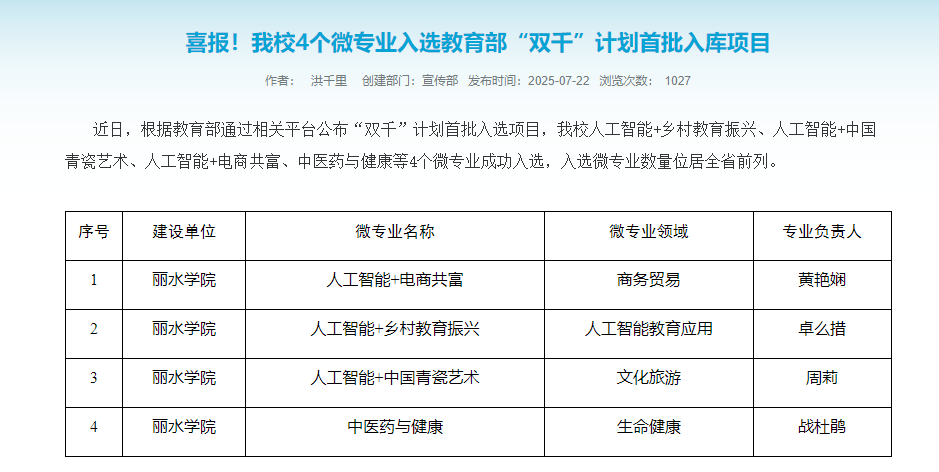 喜报！我校4个微专业入选教育部“双千”计划首批入库项目
作者： 洪千里 创建部门：宣传部 发布时间：2025-07-22 浏览次数： 1027
近日，根据教育部通过相关平台公布“双千”计划首批入选项目，我校人工智能+乡村教育振兴、人工智能+中国
青瓷艺术、人工智能+电商共富、中医药与健康等4个微专业成功入选，入选微专业数量位居全省前列。
序号 建设单位 微专业名称 微专业领域 专业负责人
1 丽水学院 人工智能+电商共富 商务贸易 黄艳娴
2 丽水学院 人工智能+乡村教育振兴 人工智能教育应用 卓么措
3 丽水学院 人工智能+中国青瓷艺术 文化旅游 周莉
4 丽水学院 中医药与健康 生命健康 战杜鹃